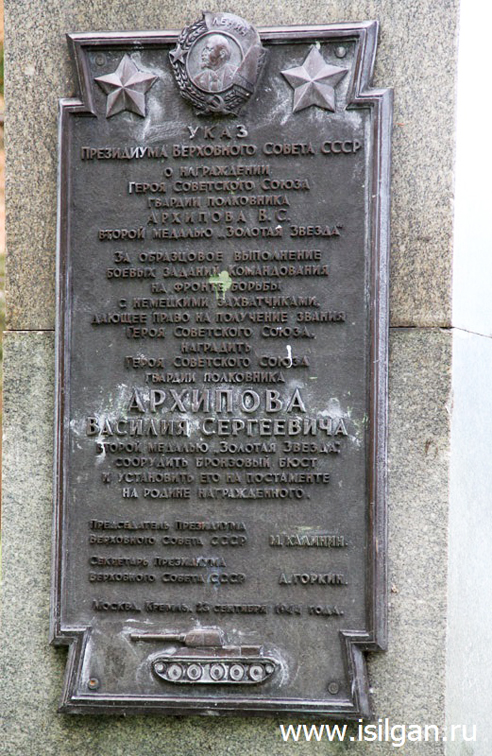 ЛЕНИН
УКАЗ
ПРЕЗИДИУМА ВЕРХОВНОГО СОВЕТА СССР
О НАГРАЖДЕНИИ
ГЕРОЯ СОВЕТСКОГО СОЮЗА
ГВАРДИИ ПОЛКОВНИКА
АРХИПОВА В.С.
ВТОРОЙ МЕДАЛЬЮ „ЗОЛОТАЯ ЗВЕЗДА"
ЗА ОБРАЗЦОВОЕ ВЫПОЛНЕНИЕ
БОЕВЫХ ЗАДАНИЙ КОМАНДОВАНИЯ
НА ФРОНТЕ БОРЬБЫ
С НЕМЕЦКИМИ ЗАХВАТЧИКАМИ,
ДАЮЩЕЕ ПРАВО НА ПОЛУЧЕНИЕ ЗВАНИЯ
ГЕРОЯ СОВЕТСКОГО СОЮЗА,
НАГРАДИТЬ
ГЕРОЯ СОВЕТСКОГО СОЮЗА
ГВАРДИИ ПОЛКОВНИКА
АРХИПОВА
ВАСИЛИЯ СЕРГЕЕВИЧА
ВТОРОЙ МЕДАЛЬЮ „ЗОЛОТАЯ ЗВЕЗДА",
СООРУДИТЬ БРОНЗОВЫЙ БЮСТ
И УСТАНОВИТЬ ЕГО НА ПОСТАМЕНТЕ
НА РОДИНЕ НАГРАЖДЕННОГО.
ПРЕДСЕДАТЕЛЬ ПРЕЗИДИУМА
ВЕРХОВНОГО СОВЕТА СССР М. КАЛИНИН.
СЕКРЕТАРЬ ПРЕЗИДИУМА
ВЕРХОВНОГО СОВЕТА СССР А. ГОРКИН.
МОСКВА, КРЕМЛЬ, 23 СЕНТЯБРЯ 1944 ГОДА.
www.isilgan.ru